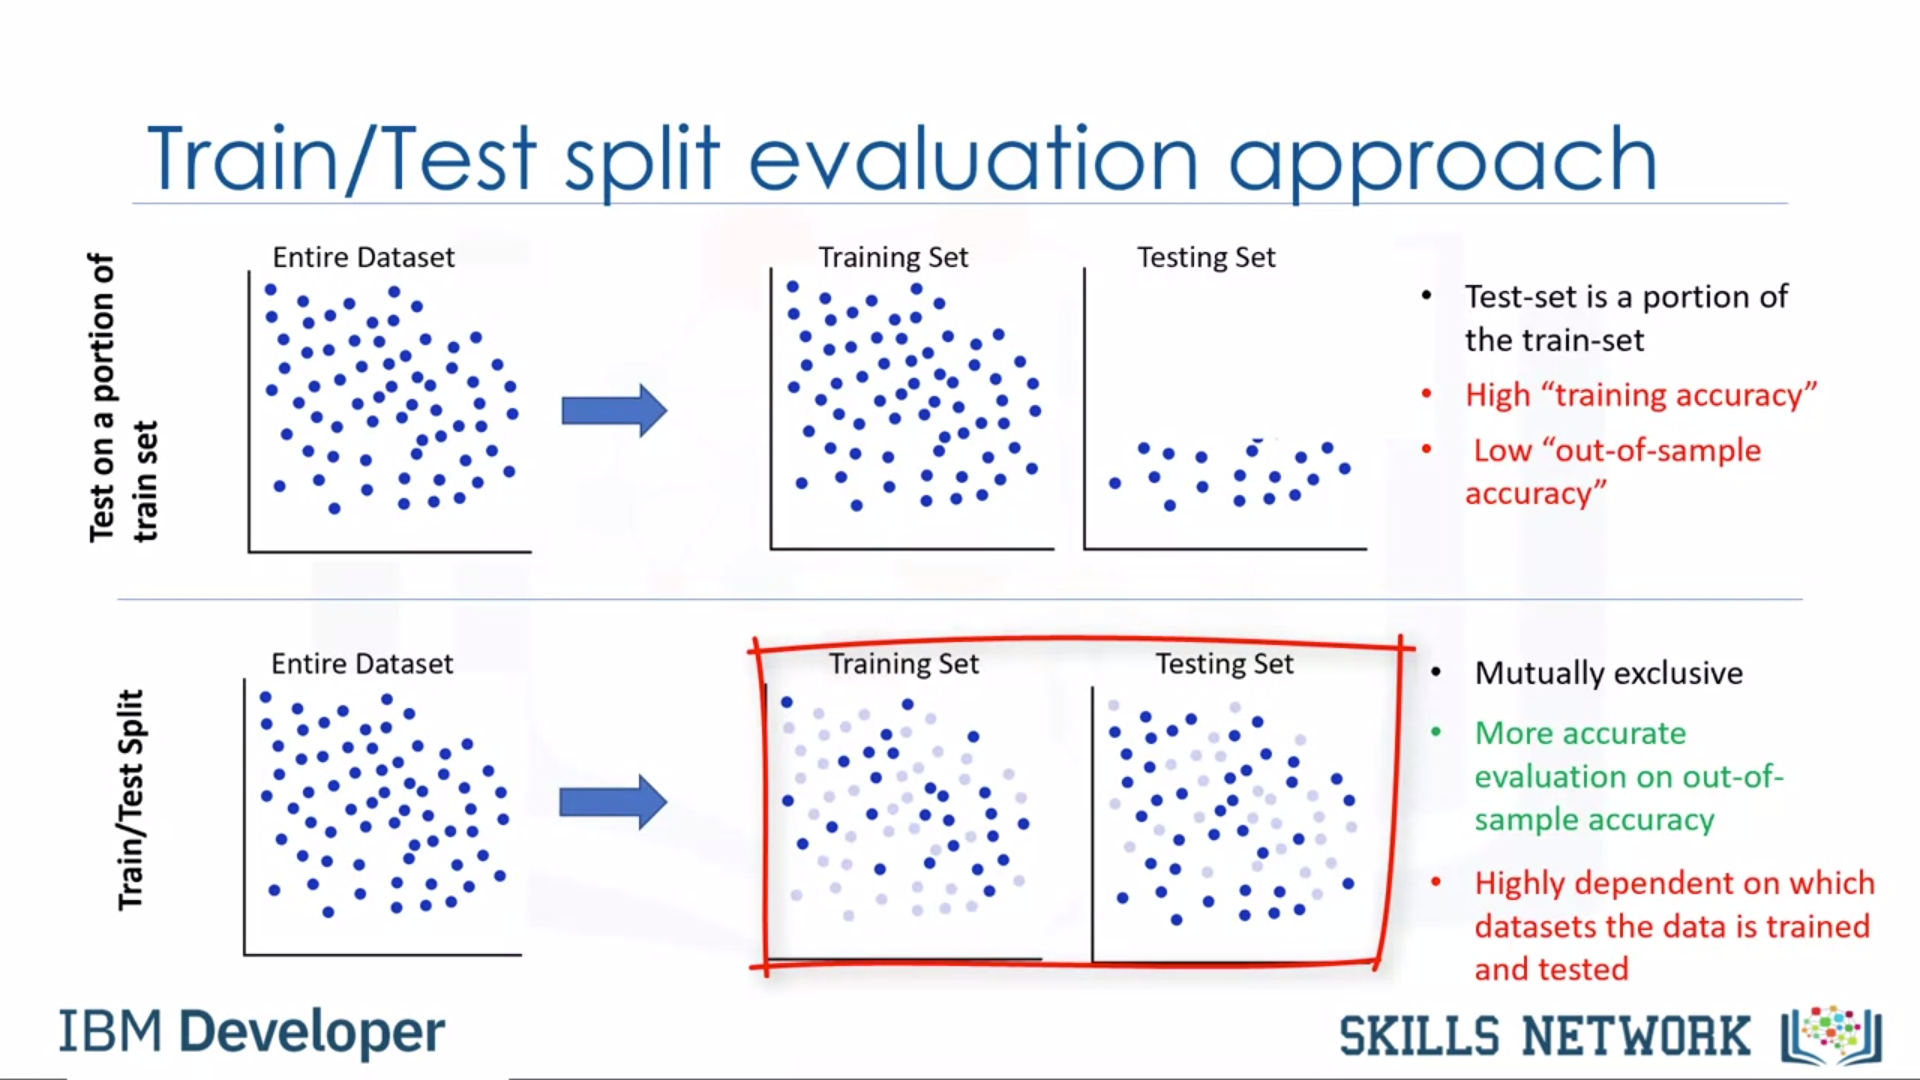 Train/Test split evaluation approach
Test on a portion of
train set
Entire Dataset
Training Set
Testing Set
• Test-set is a portion of
the train-set
• High “training accuracy”
• Low “out-of-sample
accuracy”
Train/Test Split
Entire Dataset
Training Set
Testing Set
• Mutually exclusive
• More accurate
evaluation on out-of-
sample accuracy
• Highly dependent on which
datasets the data is trained
and tested
IBM Developer
SKILLS NETWORK